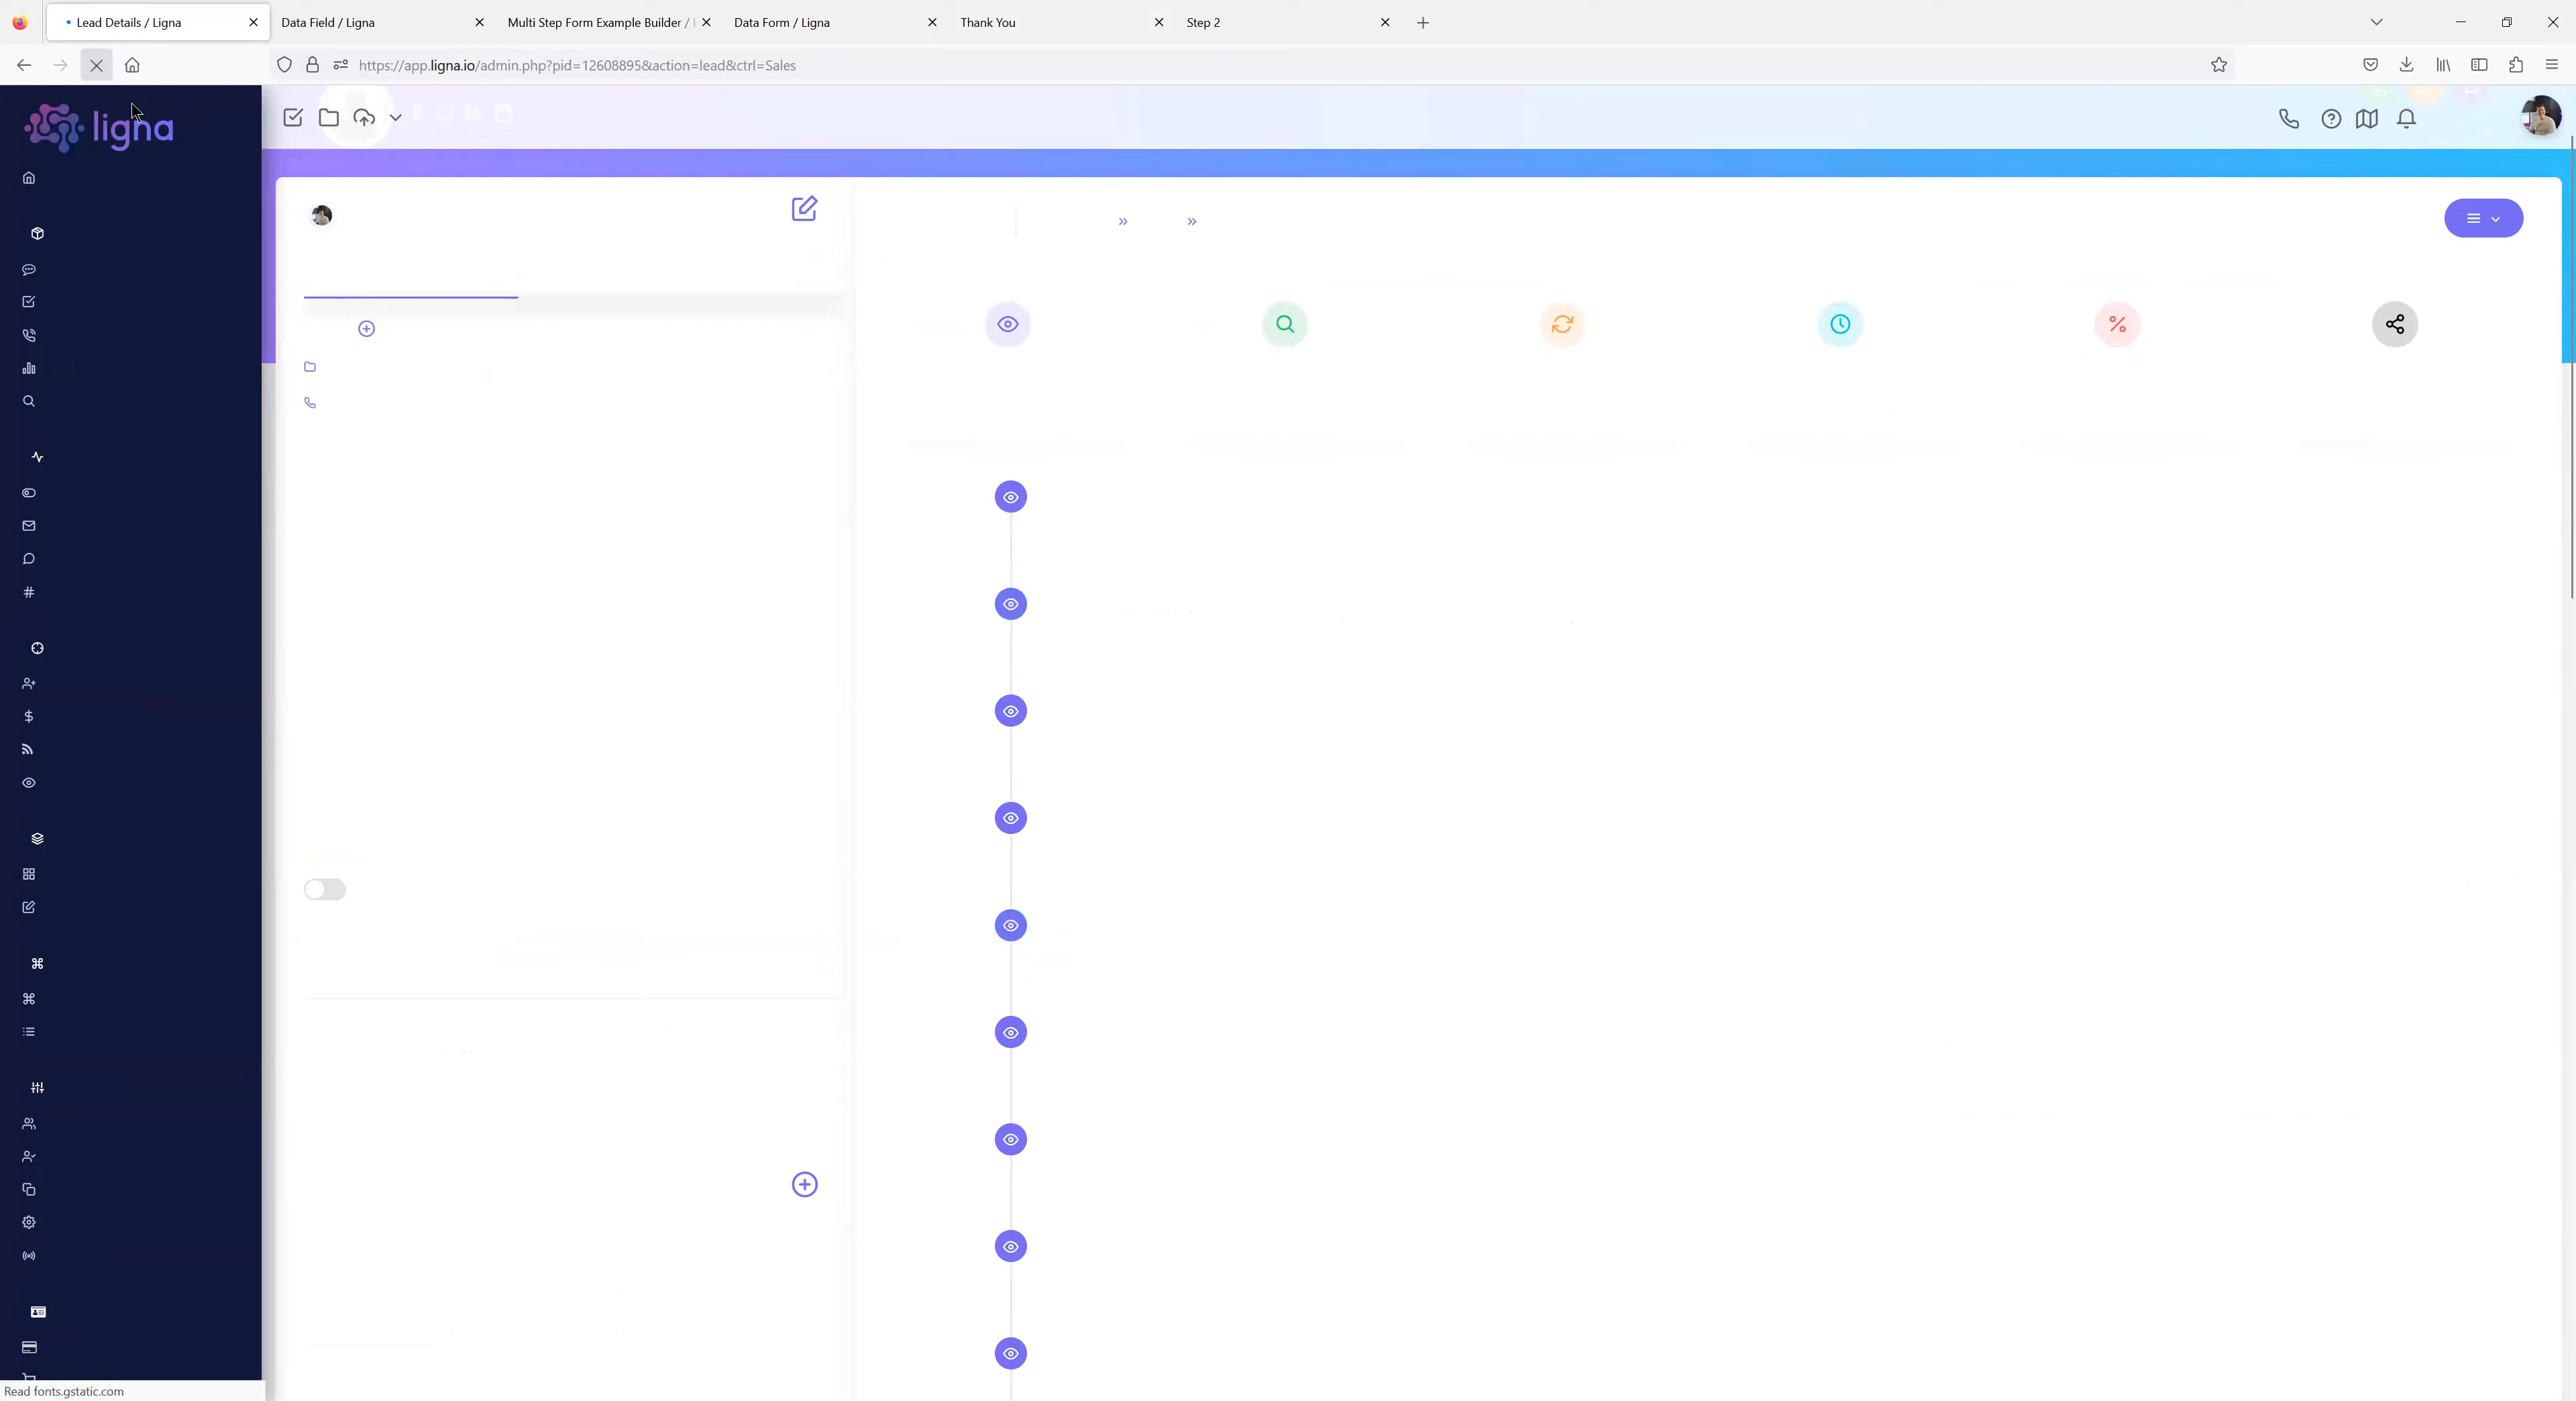 Lead Details / Ligna
Data Field / Ligna
Multi Step Form Example Builder /
Data Form / Ligna
Thank You
Step 2
https://app.ligna.io/admin.php?pid=12608895&action=lead&ctrl=Sales
ligna
Read fonts.gstatic.com